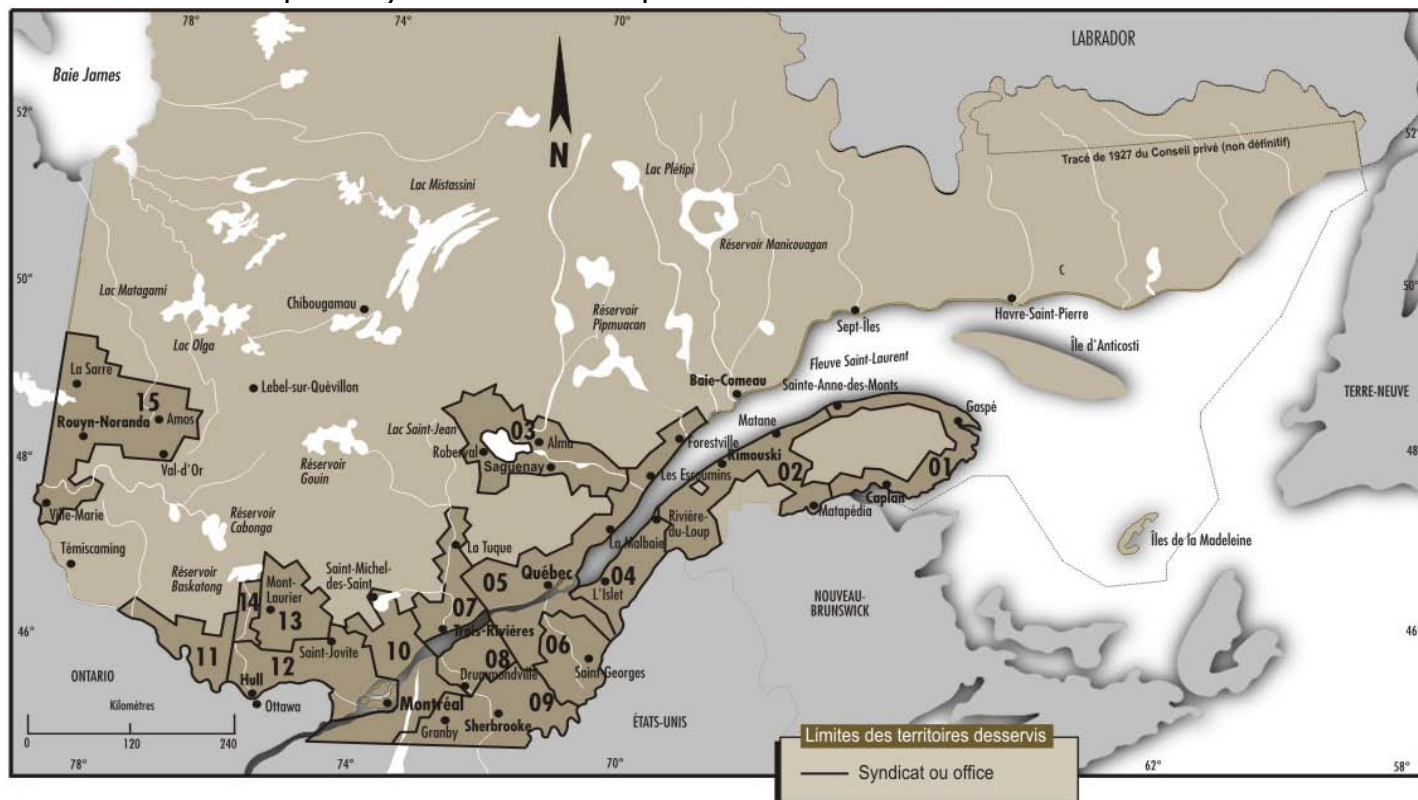 78°
74°
70°
LABRADOR
Baie James
52°
52°
N
Tracé de 1927 du Conseil privé (non définitif)
Lac Mistassini
Lac Plétipi
Réservoir Manicouagan
50°
50°
Lac Matagami
Chibougamau
C
Réservoir
Pipmuacan
Sept-Îles
Havre-Saint-Pierre
Lac Olga
Fleuve Saint-Laurent
Île d'Anticosti
La Sarre
Lebel-sur-Quévillon
Baie-Comeau
Sainte-Anne-des-Monts
TERRE-NEUVE
15
Rouyn-Noranda
Amos
Lac Saint-Jean
03
Alma
Forestville
Matane
Gaspé
48°
Val-d'Or
Réservoir
Gouin
Roberval
Saguenay
Les Escoumins
Rimouski
02
01
48°
Ville-Marie
Réservoir
Cabonga
Caplan
Matapédia
Témiscaming
La Tuque
La Malbaie
Rivière-
du-Loup
Îles de la Madeleine
Réservoir
Baskatong
Mont-
Laurier
Saint-Michel-
des-Saint
05
Québec
04
L'Islet
NOUVEAU-
BRUNSWICK
14
13
07
46°
Saint-Jovite
10
Trois-Rivières
06
46°
11
12
08
Saint-Georges
ONTARIO
Hull
Drummondville
09
Ottawa
Montréal
Granby
Sherbrooke
ÉTATS-UNIS
Kilomètres
0
120
240
Limites des territoires desservis
Syndicat ou office
78°
74°
70°
62°
58°